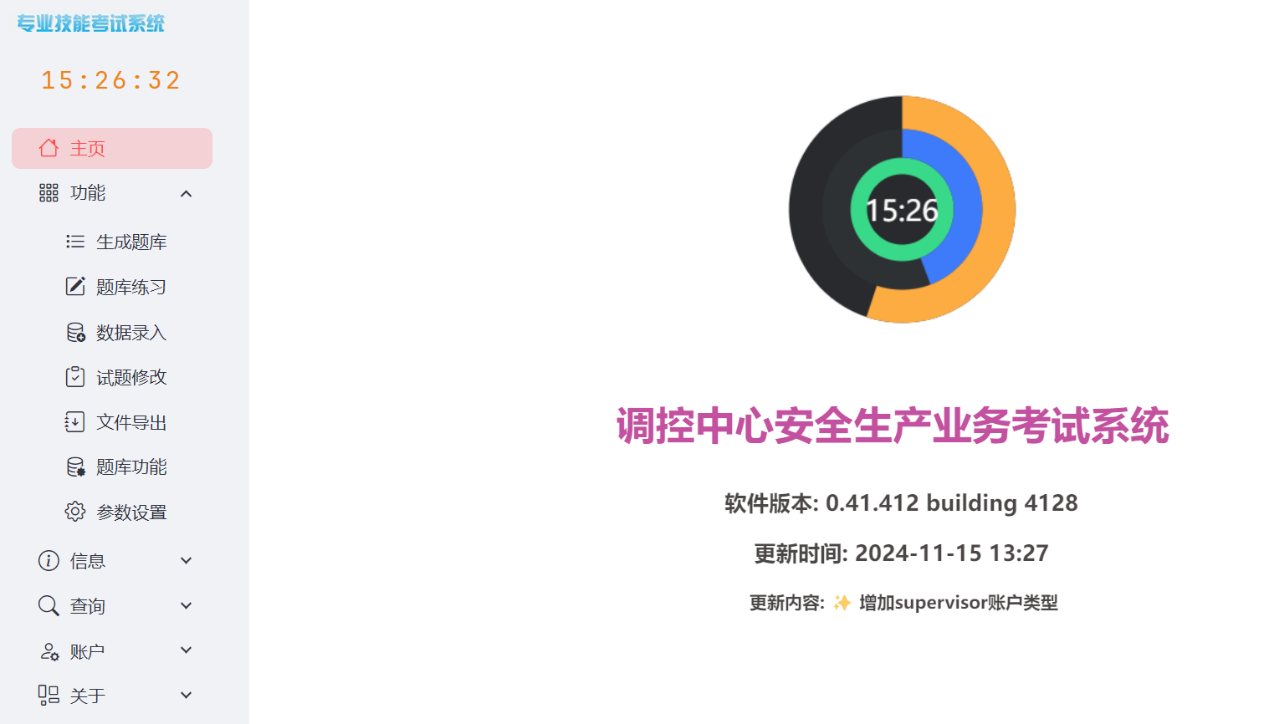 专业技能考试系统
15:26:32
主页
功能
生成题库
题库练习
数据录入
试题修改
文件导出
题库功能
参数设置
信息
查询
账户
关于
15:26
调控中心安全生产业务考试系统
软件版本: 0.41.412 building 4128
更新时间: 2024-11-15 13:27
更新内容: ✨ 增加supervisor账户类型